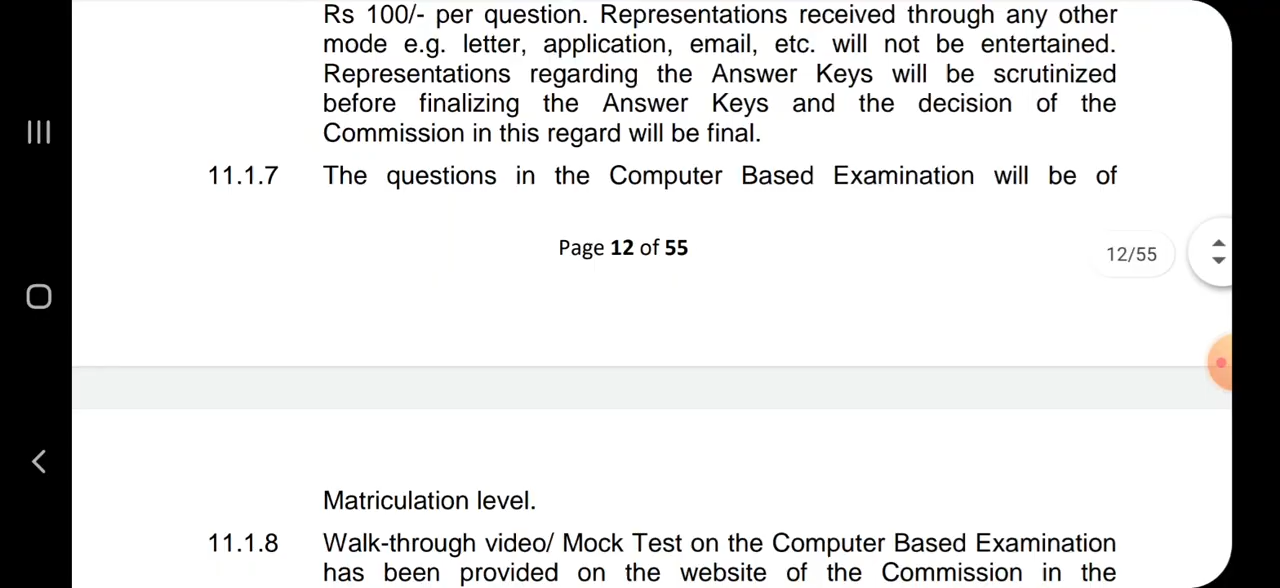 Rs 100/- per question. Representations received through any other
mode e.g. letter, application, email, etc. will not be entertained.
Representations regarding the Answer Keys will be scrutinized
before finalizing the Answer Keys and the decision of the
Commission in this regard will be final.
11.1.7 The questions in the Computer Based Examination will be of
Page 12 of 55
12/55
Matriculation level.
11.1.8 Walk-through video/ Mock Test on the Computer Based Examination
has been provided on the website of the Commission in the